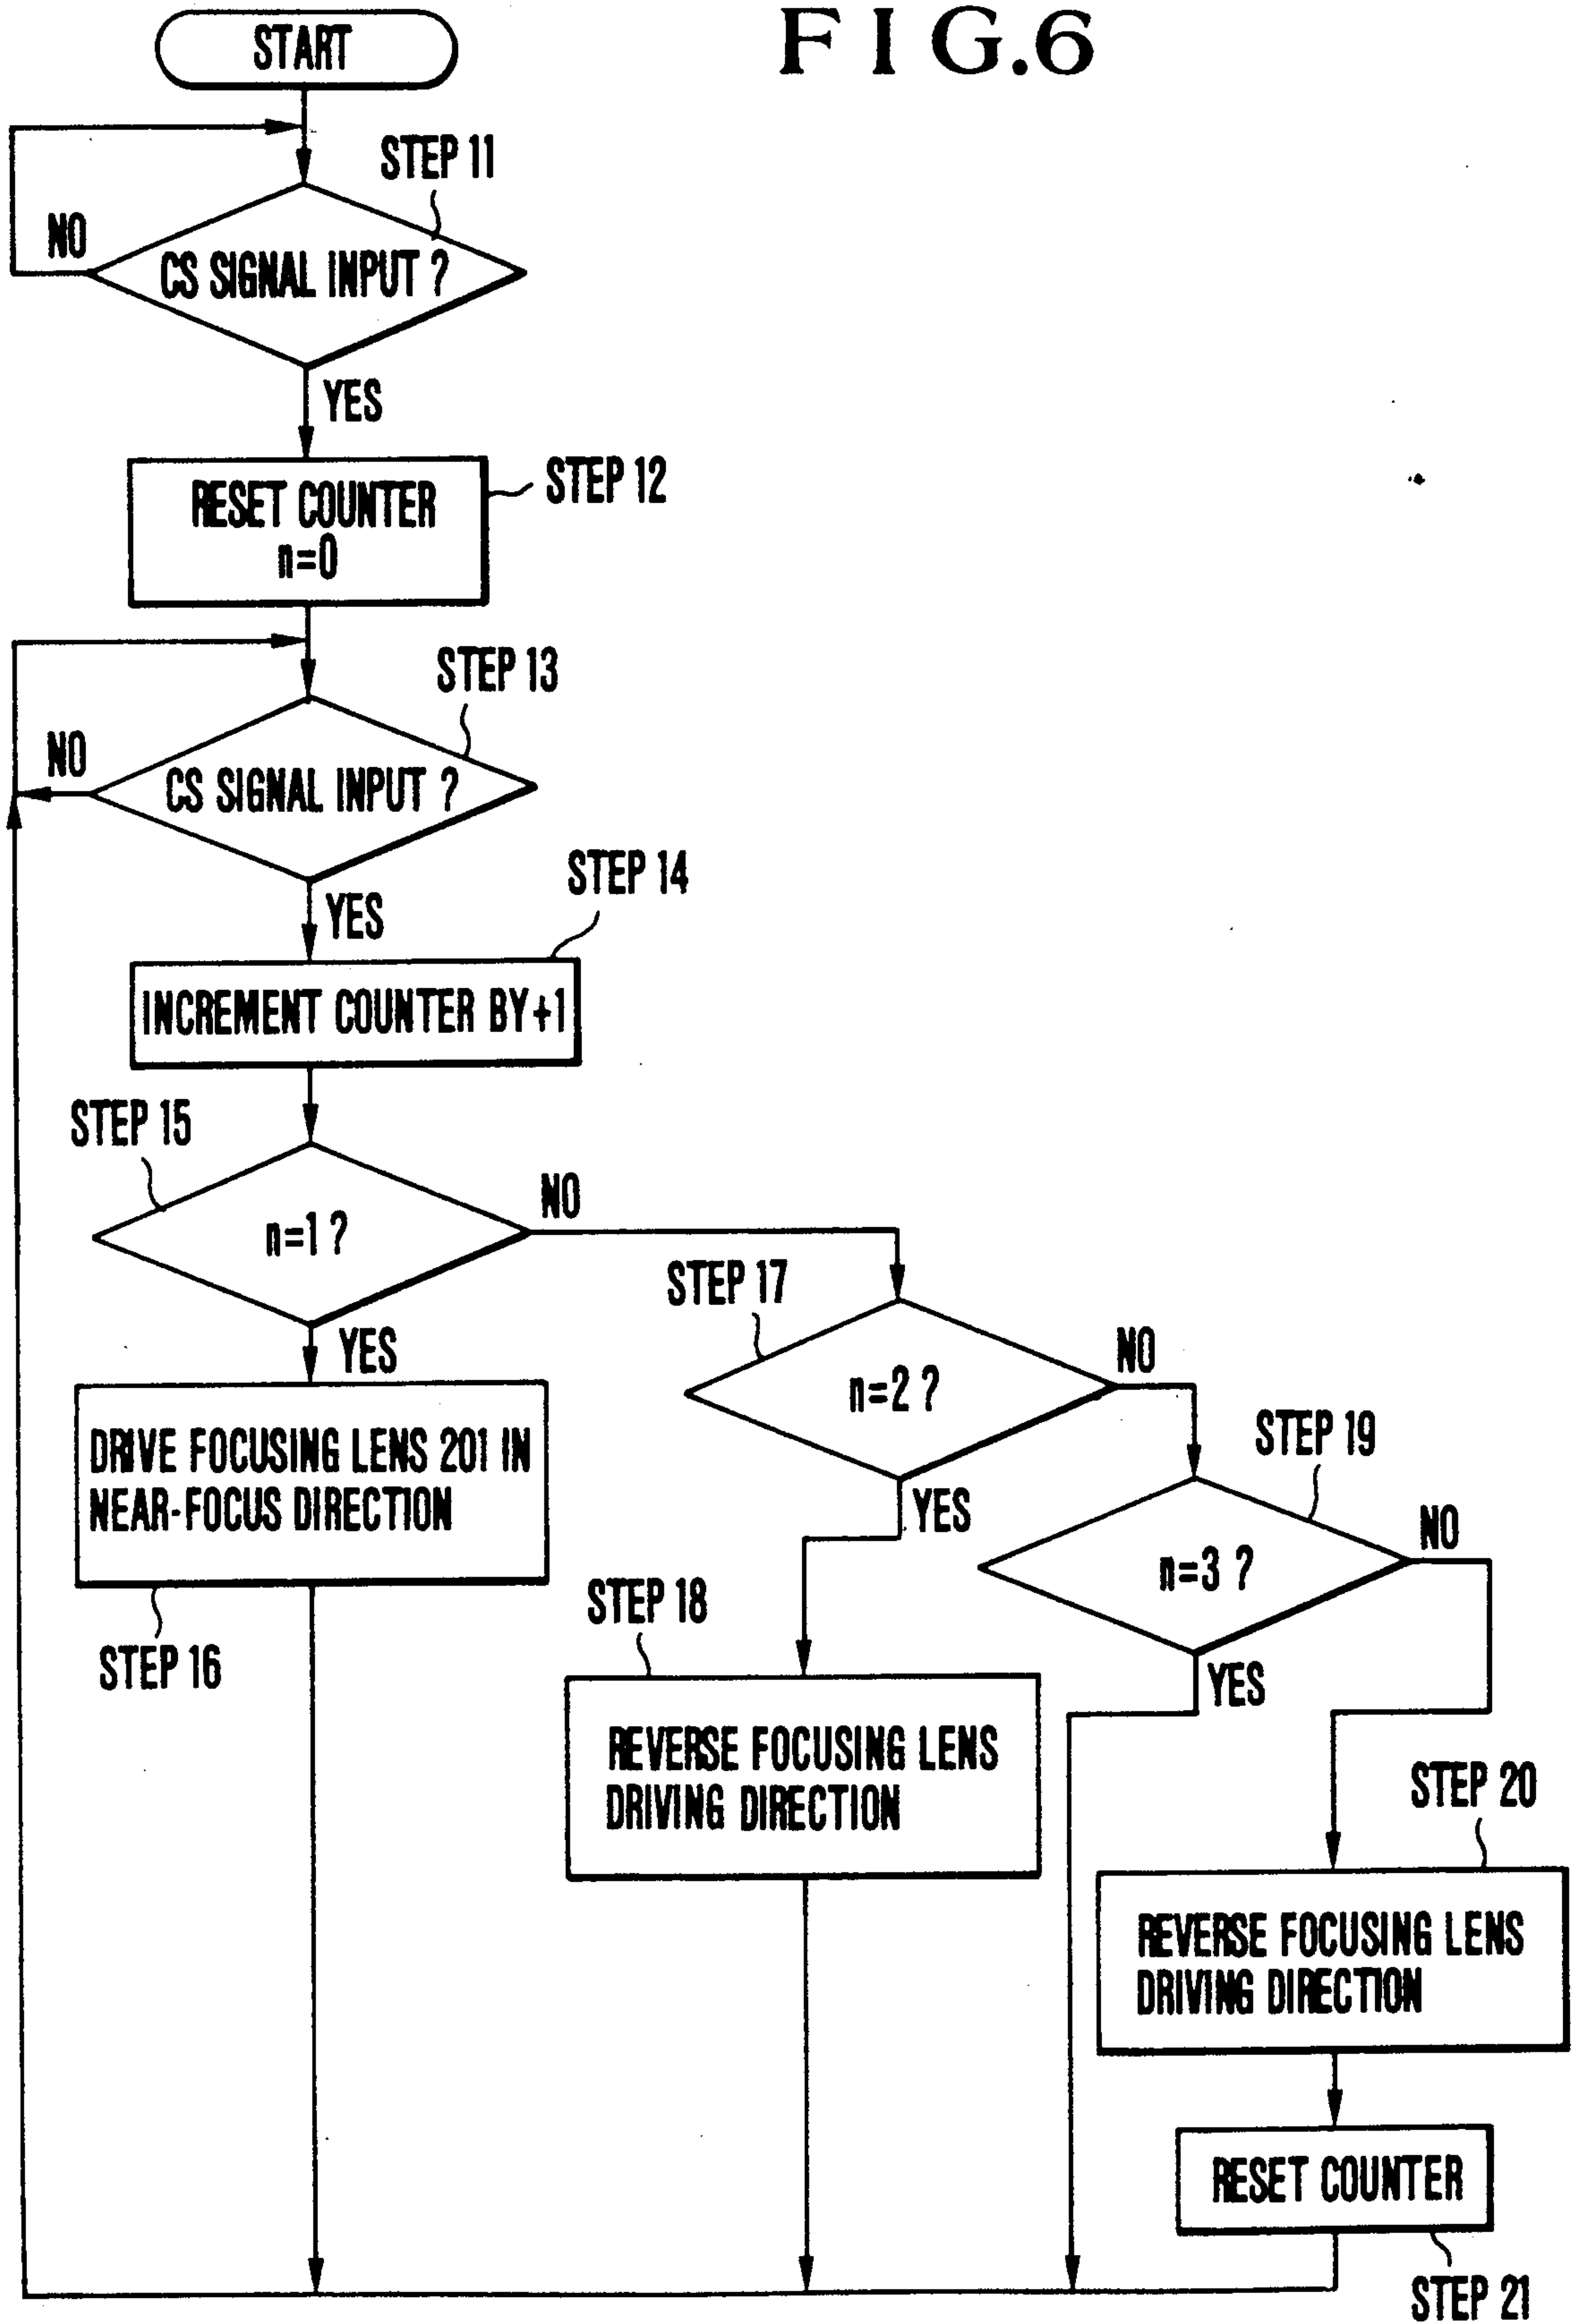 FIG.6
START
STEP 11
NO
CS SIGNAL INPUT ?
YES
STEP 12
RESET COUNTER
n=0
STEP 13
NO
CS SIGNAL INPUT ?
YES
STEP 14
INCREMENT COUNTER BY+1
STEP 15
n=1 ?
NO
YES
STEP 17
n=2 ?
NO
YES
DRIVE FOCUSING LENS 201 IN
NEAR-FOCUS DIRECTION
STEP 16
STEP 19
n=3 ?
NO
YES
STEP 18
REVERSE FOCUSING LENS
DRIVING DIRECTION
STEP 20
REVERSE FOCUSING LENS
DRIVING DIRECTION
RESET COUNTER
STEP 21